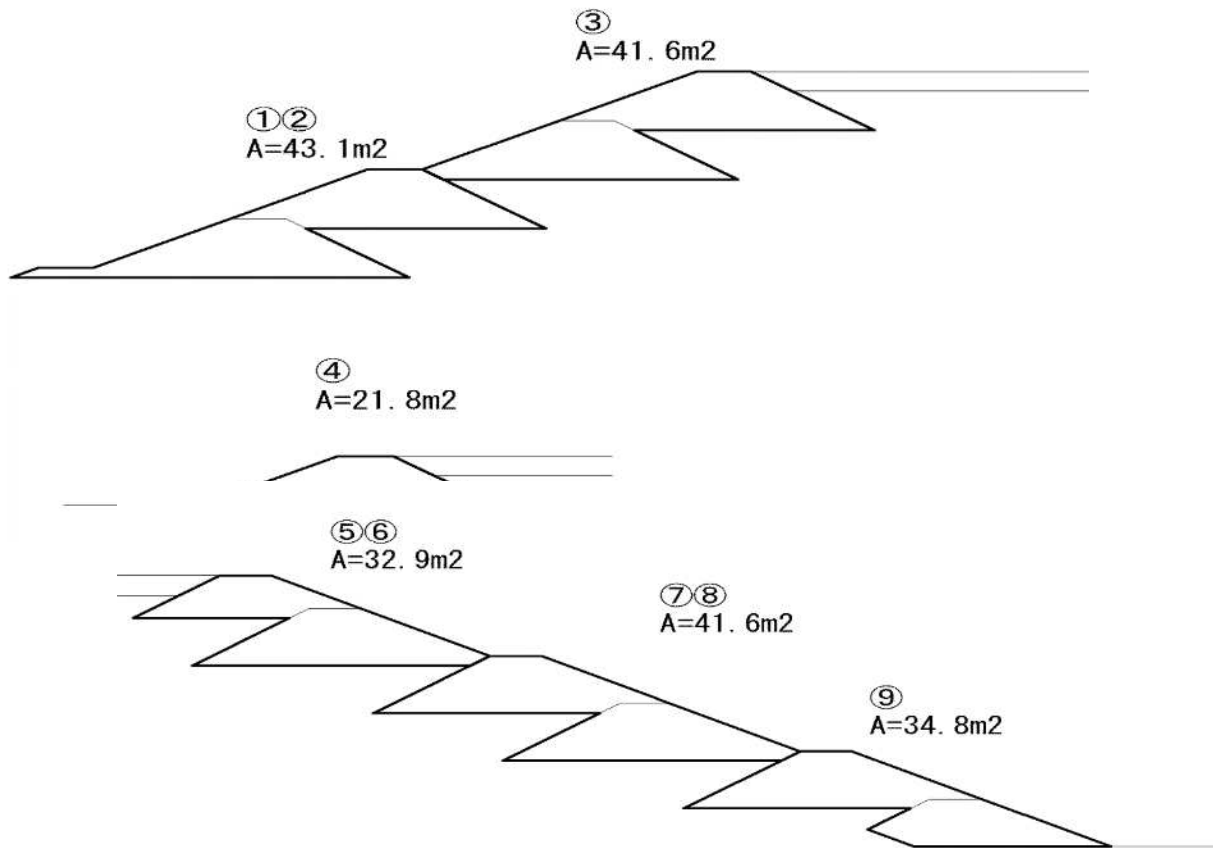 ③
A=41. 6m2
①②
A=43. 1m2
④
A=21. 8m2
⑤⑥
A=32. 9m2
⑦⑧
A=41. 6m2
⑨
A=34. 8m2